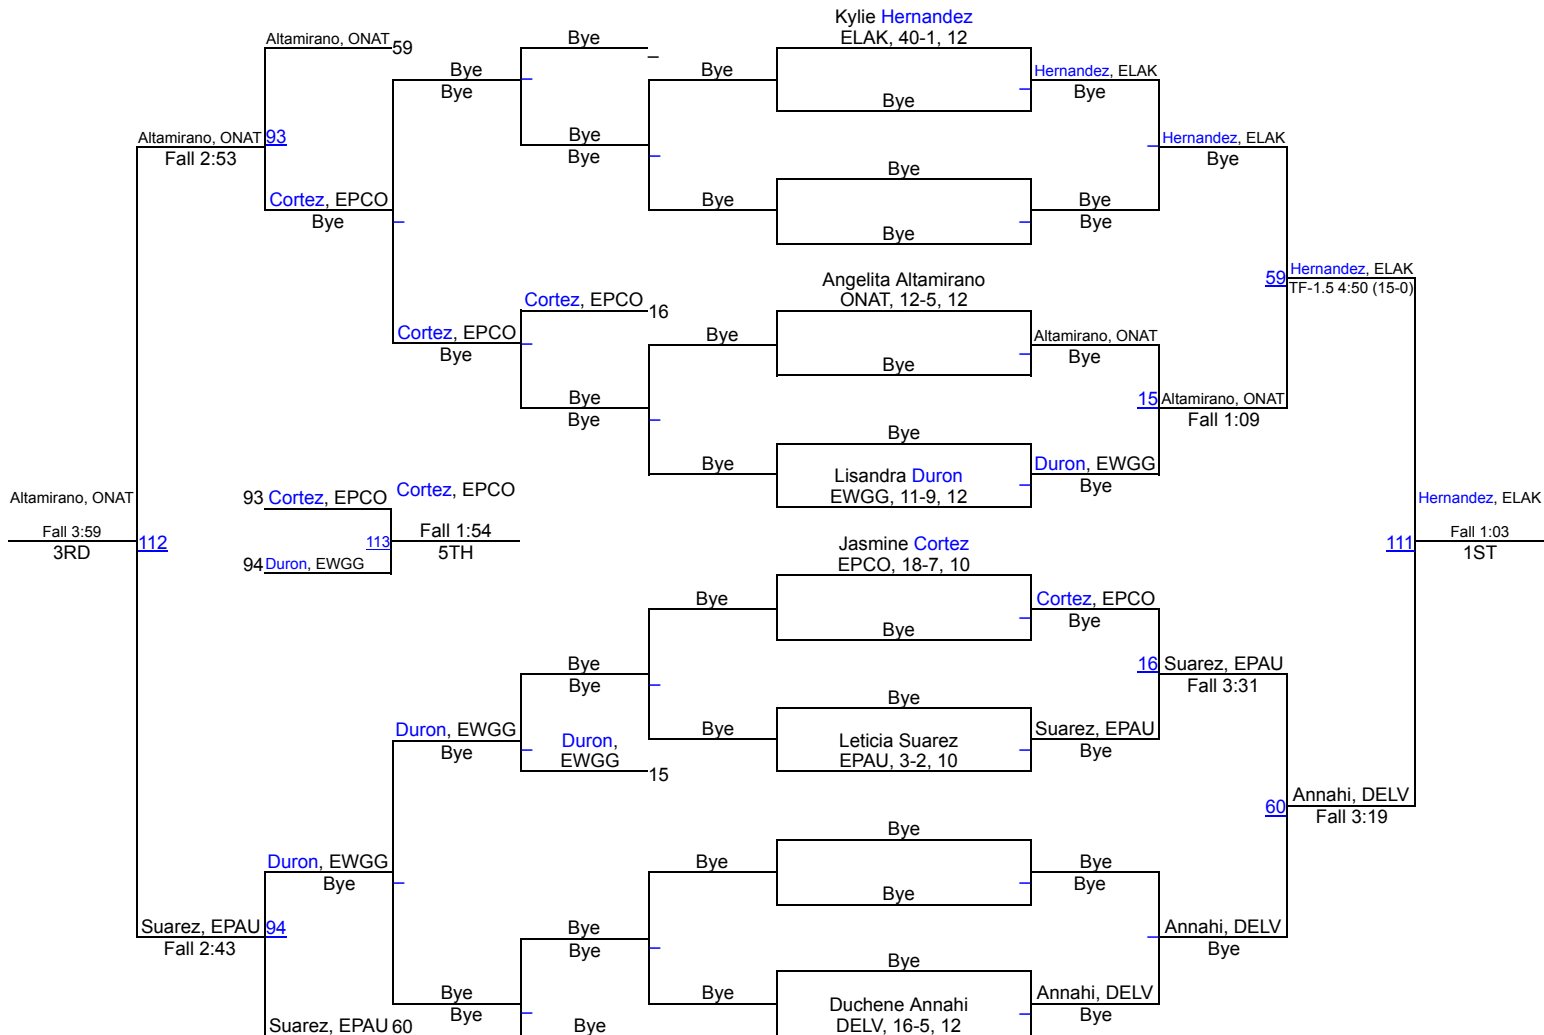 Kylie Hernandez
ELAK, 40-1, 12
Altamirano, ONAT
59
Bye
Bye
Bye
Bye
Hernandez, ELAK
Bye
Bye
Bye
Altamirano, ONAT
93
Fall 2:53
Bye
Bye
Hernandez, ELAK
Bye
Bye
Cortez, EPCO
Bye
Bye
Bye
Bye
Bye
Angelita Altamirano
ONAT, 12-5, 12
59
Hernandez, ELAK
TF-1.5 4:50 (15-0)
Cortez, EPCO
16
Cortez, EPCO
Bye
Bye
Altamirano, ONAT
Bye
Bye
Bye
Bye
15
Altamirano, ONAT
Fall 1:09
Bye
Bye
Lisandra Duron
EWGG, 11-9, 12
Duron, EWGG
Bye
Altamirano, ONAT
Fall 3:59
3RD
112
93
Cortez, EPCO
Cortez, EPCO
113
Fall 1:54
5TH
94
Duron, EWGG
Hernandez, ELAK
111
Fall 1:03
1ST
Jasmine Cortez
EPCO, 18-7, 10
Bye
Cortez, EPCO
Bye
Bye
Bye
Bye
16
Suarez, EPAU
Fall 3:31
Duron, EWGG
Bye
Duron,
EWGG
15
Bye
Bye
Leticia Suarez
EPAU, 3-2, 10
Suarez, EPAU
Bye
60
Annahi, DELV
Fall 3:19
Bye
Duron, EWGG
Bye
Bye
Bye
Bye
Bye
Suarez, EPAU
94
Fall 2:43
Bye
Bye
Annahi, DELV
Bye
Bye
Bye
Bye
Bye
Duchene Annahi
DELV, 16-5, 12
Annahi, DELV
Bye
Suarez, EPAU
60
Bye